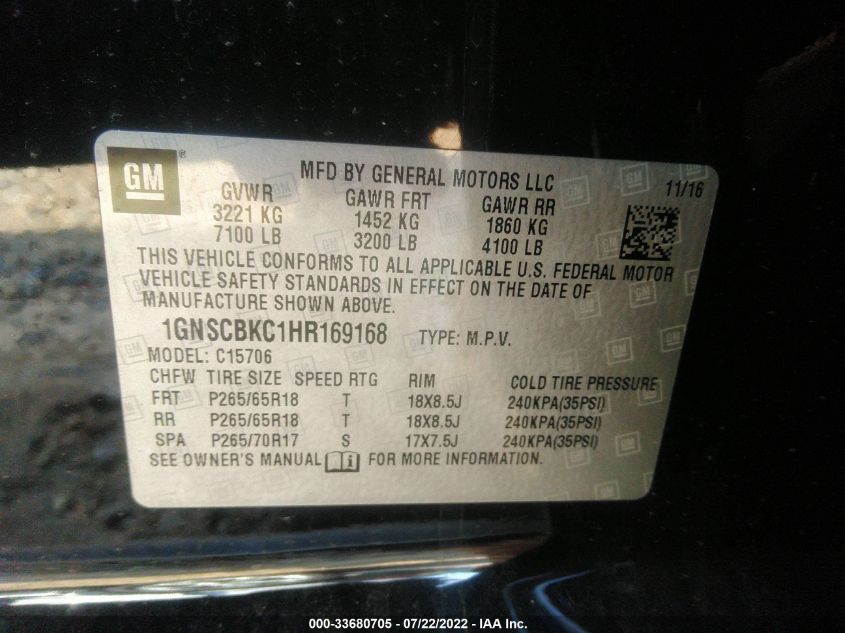 GM ® MFD BY GENERAL MOTORS LLC 11/16
GVWR GAWR FRT GAWR RR
3221 KG 1452 KG 1860 KG
7100 LB 3200 LB 4100 LB
THIS VEHICLE CONFORMS TO ALL APPLICABLE U.S. FEDERAL MOTOR
VEHICLE SAFETY STANDARDS IN EFFECT ON THE DATE OF
MANUFACTURE SHOWN ABOVE.
1GNSCBKC1HR169168 TYPE: M.P.V.
MODEL: C15706
CHFW TIRE SIZE SPEED RTG RIM COLD TIRE PRESSURE
FRT P265/65R18 T 18X8.5J 240KPA(35PSI)
RR P265/65R18 T 18X8.5J 240KPA(35PSI)
SPA P265/70R17 S 17X7.5J 240KPA(35PSI)
SEE OWNER'S MANUAL i FOR MORE INFORMATION.
000-33680705 - 07/22/2022 - IAA Inc.